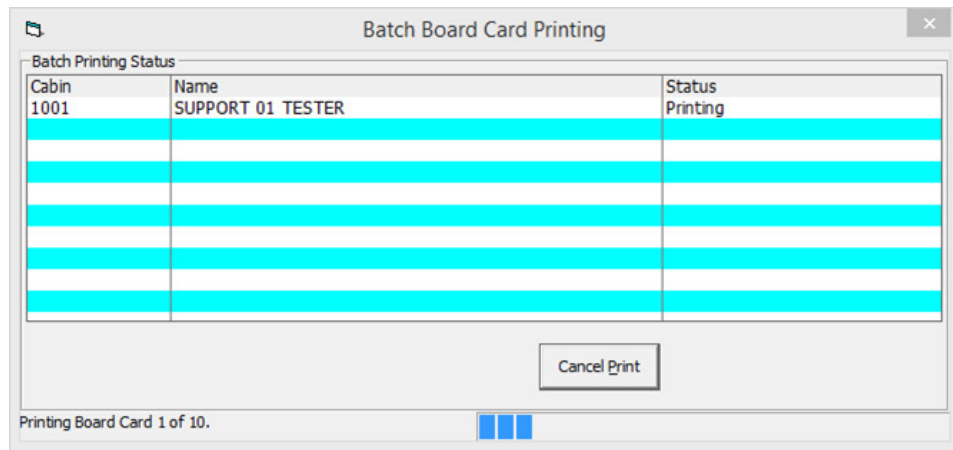 Batch Board Card Printing
Batch Printing Status
Cabin Name Status
1001 SUPPORT 01 TESTER Printing
Cancel Print
Printing Board Card 1 of 10.